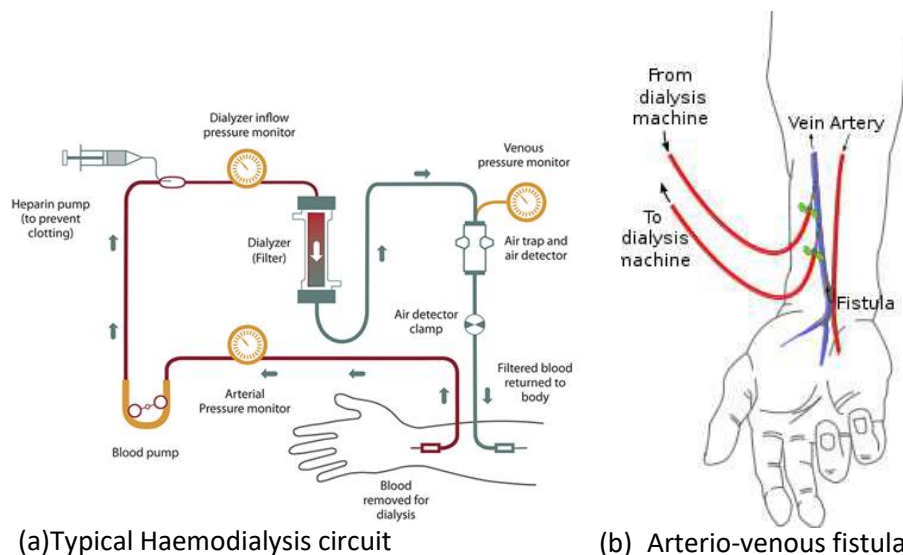 Dialyzer inflow
pressure monitor
Venous
pressure monitor
Heparin pump
(to prevent
clotting)
Dialyzer
(Filter)
Air trap and
air detector
Air detector
clamp
Arterial
Pressure monitor
Filtered blood
returned to
body
Blood pump
Blood
removed for
dialysis
(a)Typical Haemodialysis circuit
From
dialysis
machine
Vein Artery
To
dialysis
machine
Fistula
(b) Arterio-venous fistula